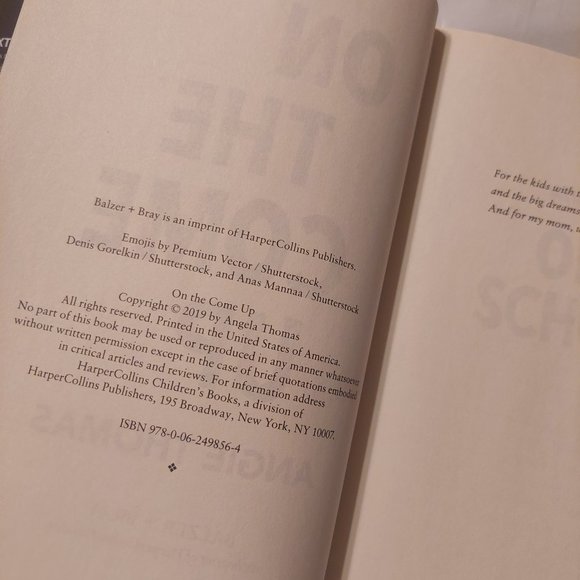 Balzer + Bray is an imprint of HarperCollins Publishers.
Emojis by Premium Vector / Shutterstock,
Denis Gorelkin / Shutterstock, and Anas Mannaa / Shutterstock
On the Come Up
Copyright © 2019 by Angela Thomas
All rights reserved. Printed in the United States of America.
No part of this book may be used or reproduced in any manner whatsoever
without written permission except in the case of brief quotations embodied
in critical articles and reviews. For information address
HarperCollins Children's Books, a division of
HarperCollins Publishers, 195 Broadway, New York, NY 10007.
ISBN 978-0-06-249856-4
For the kids with
and the big dreams
And for my mom,
ON
THE
COME
ANGIE THOMAS